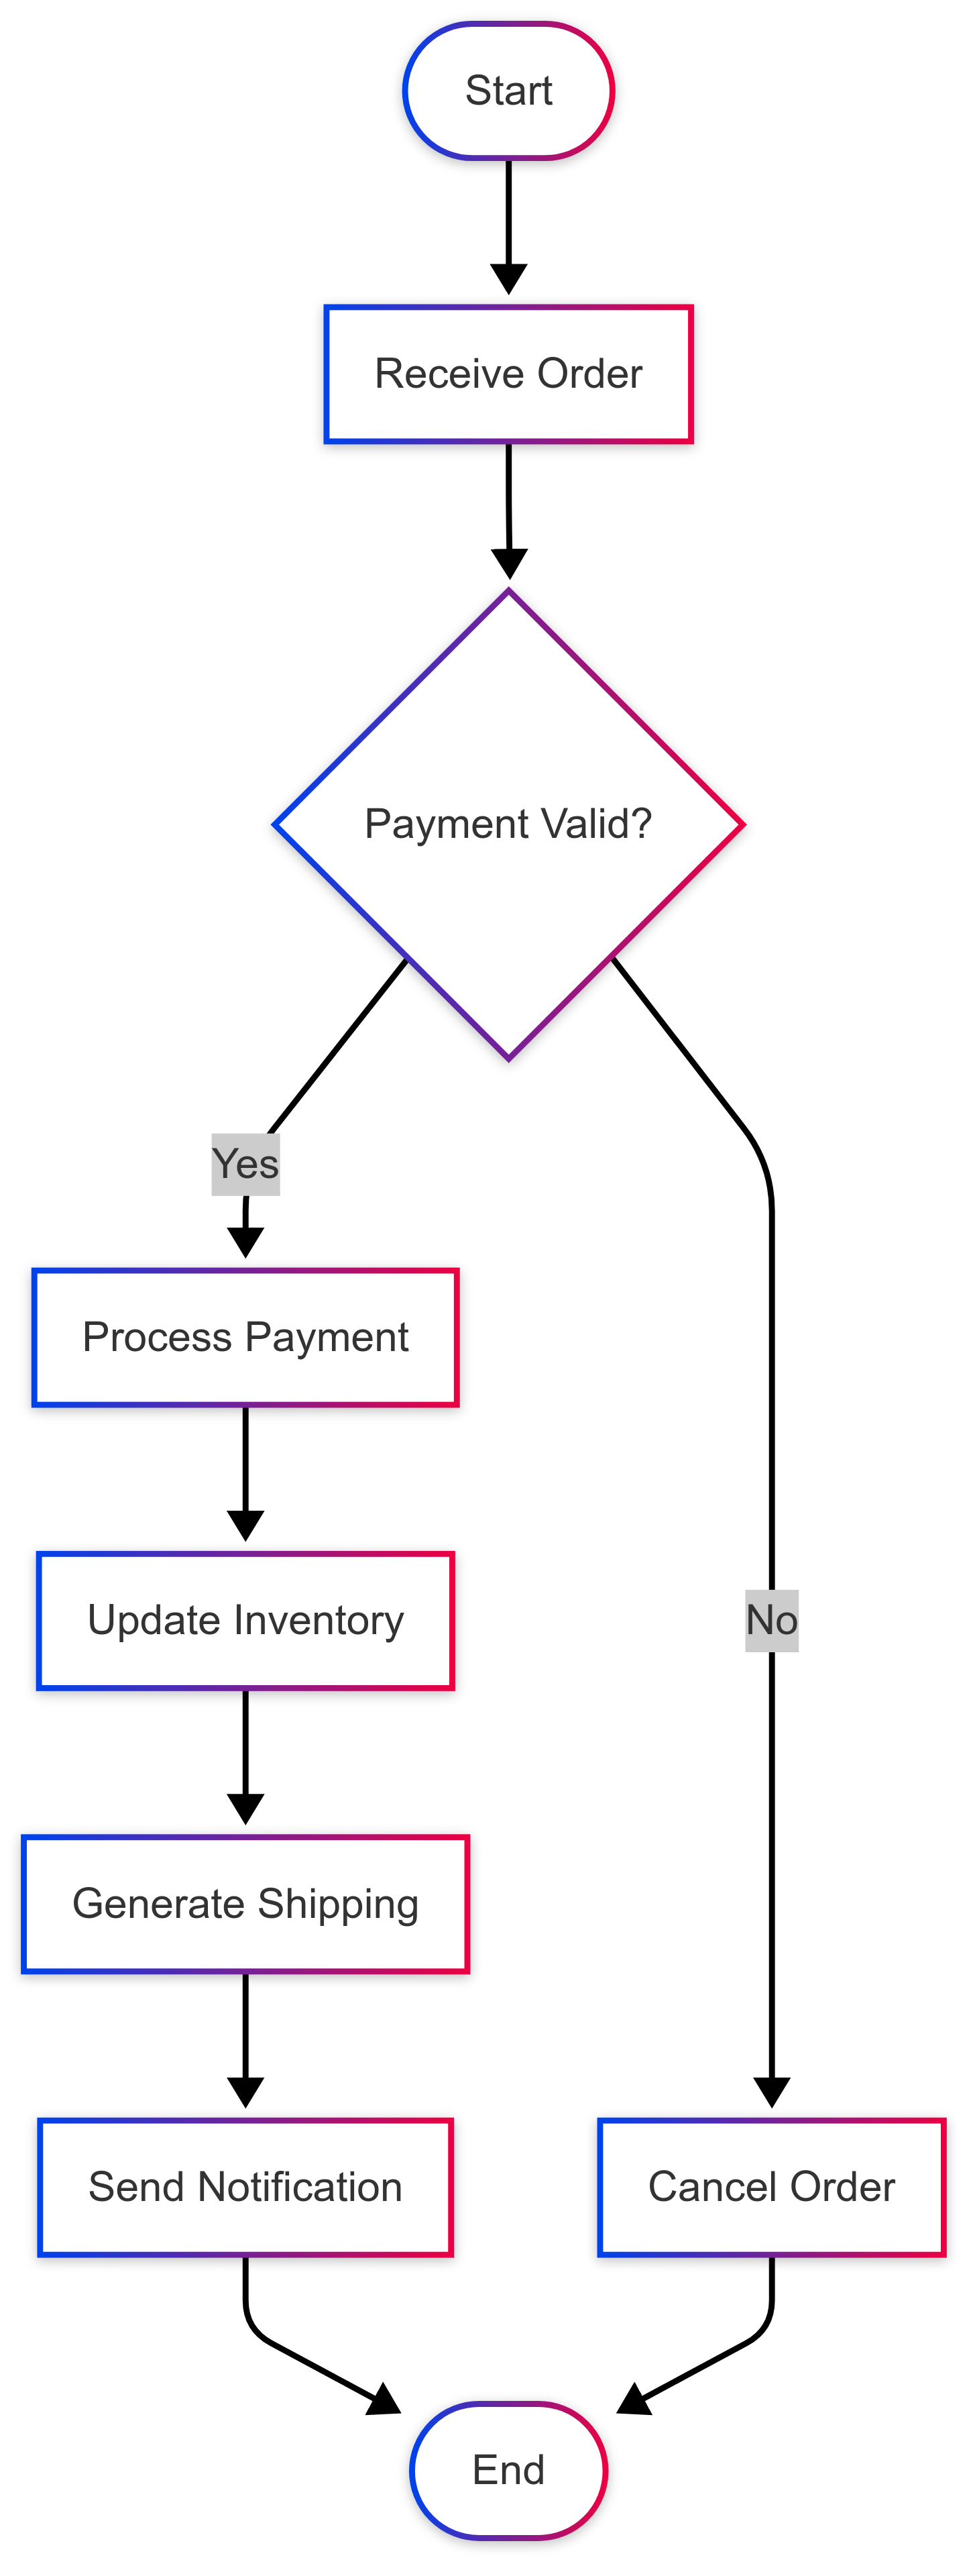 Start
Receive Order
Payment Valid?
Yes
Process Payment
Update Inventory
No
Generate Shipping
Send Notification
Cancel Order
End